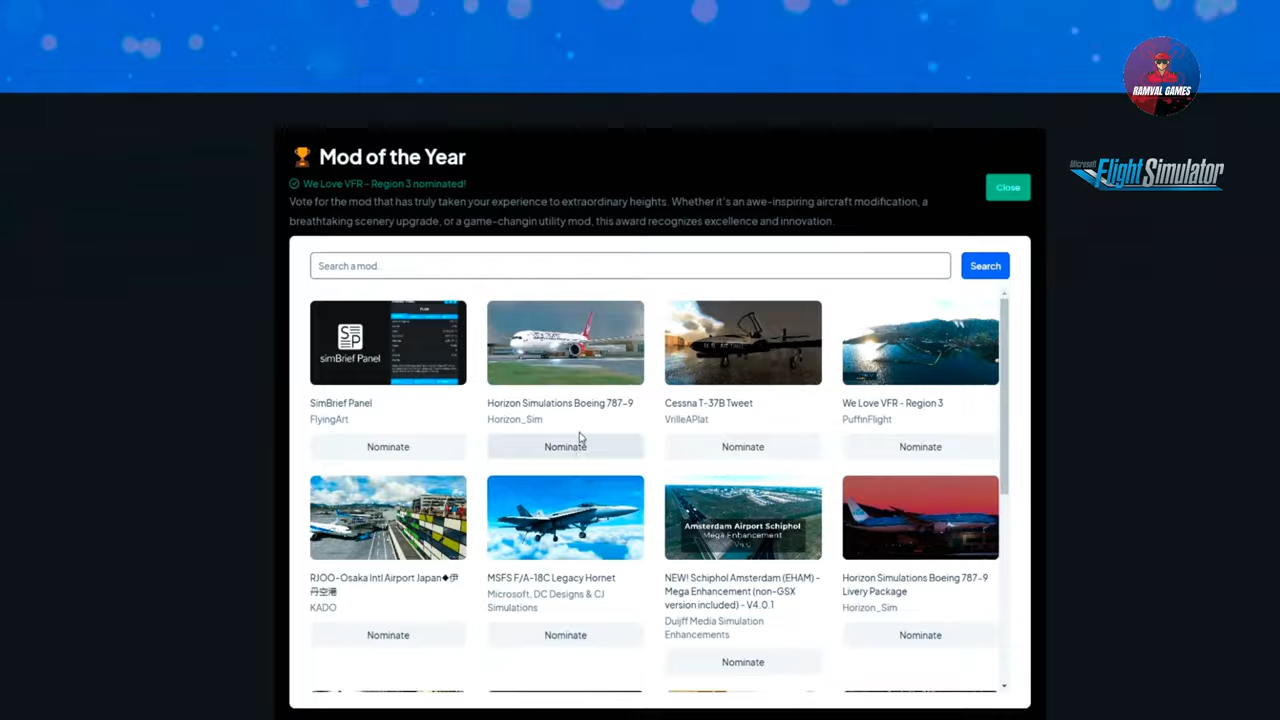 RAMVAL GAMES
Microsoft
Flight Simulator
Mod of the Year
We Love VFR - Region 3 nominated!
Close
Vote for the mod that has truly taken your experience to extraordinary heights. Whether it's an awe-inspiring aircraft modification, a
breathtaking scenery upgrade, or a game-changin utility mod, this award recognizes excellence and innovation.
Search a mod...
Search
SP
simBrief Panel
SimBrief Panel
FlyingArt
Nominate
Horizon Simulations Boeing 787-9
Horizon_Sim
Nominate
Cessna T-37B Tweet
VrilleAPlat
Nominate
We Love VFR - Region 3
PuffinFlight
Nominate
RJOO-Osaka Intl Airport Japan◆伊
丹空港
KADO
Nominate
MSFS F/A-18C Legacy Hornet
Microsoft, DC Designs & CJ
Simulations
Nominate
Amsterdam Airport Schiphol
Mega Enhancement
NEW! Schiphol Amsterdam (EHAM) -
Mega Enhancement (non-GSX
version included) - V4.0.1
Duijff Media Simulation
Enhancements
Nominate
Horizon Simulations Boeing 787-9
Livery Package
Horizon_Sim
Nominate